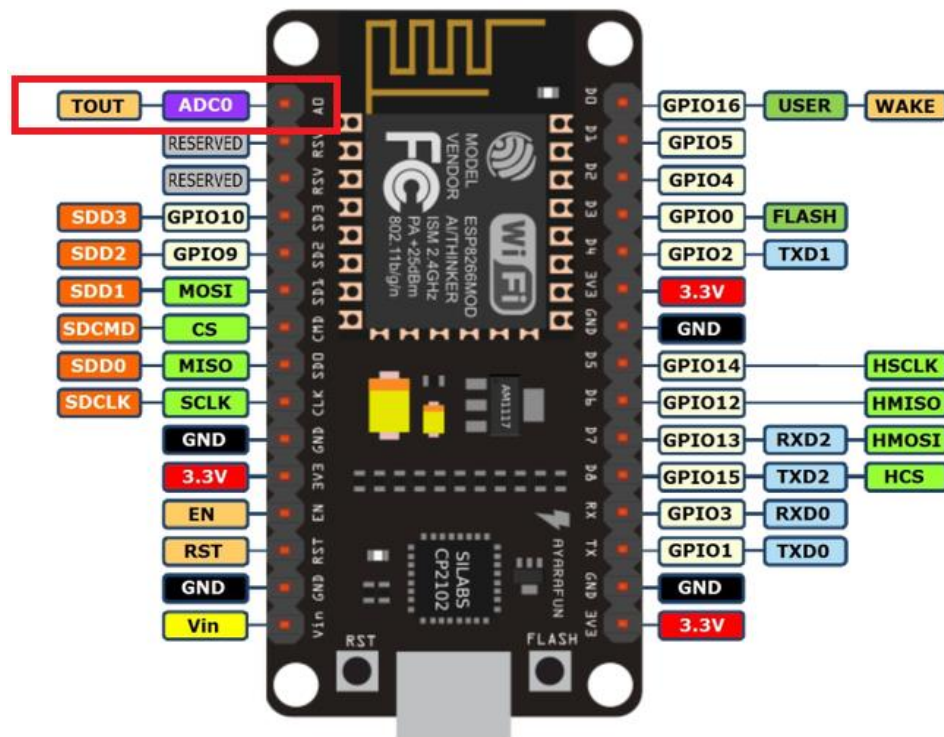 TOUT ADC0 A0
RESERVED RSV
RESERVED RSV
SDD3 GPIO10 SD3
SDD2 GPIO9 SD2
SDD1 MOSI SD1
SDCMD CS CMD
SDD0 MISO SD0
SDCLK SCLK CLK
GND GND
3.3V 3V3
EN EN
RST RST
GND GND
Vin Vin
MODEL ESP8266MOD
VENDOR AI/THINKER
ISM 2.4GHz
PA +25dBm
802.11b/g/n
FC
WiFi
AM1117
SILABS
CP2102
AYARAFUN
RST
FLASH
D0 GPIO16 USER WAKE
D1 GPIO5
D2 GPIO4
D3 GPIO0 FLASH
D4 GPIO2 TXD1
3V3 3.3V
GND GND
D5 GPIO14 HSCLK
D6 GPIO12 HMISO
D7 GPIO13 RXD2 HMOSI
D8 GPIO15 TXD2 HCS
RX GPIO3 RXD0
TX GPIO1 TXD0
GND GND
3V3 3.3V